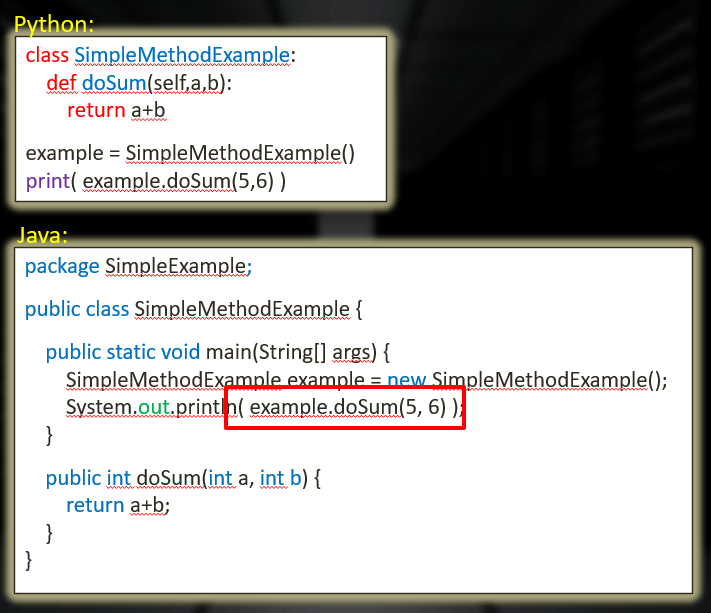 Python:
class SimpleMethodExample:
def doSum(self,a,b):
return a+b
example = SimpleMethodExample()
print( example.doSum(5,6) )
Java:
package SimpleExample;
public class SimpleMethodExample {
public static void main(String[] args) {
SimpleMethodExample example = new SimpleMethodExample();
System.out.println( example.doSum(5, 6) );
}
public int doSum(int a, int b) {
return a+b;
}
}